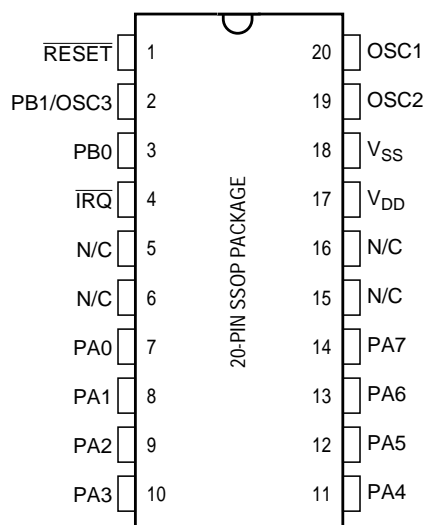 RESET 1 20 OSC1
PB1/OSC3 2 19 OSC2
PB0 3 18 VSS
IRQ 4 17 VDD
N/C 5 16 N/C
N/C 6 15 N/C
PA0 7 14 PA7
PA1 8 13 PA6
PA2 9 12 PA5
PA3 10 11 PA4
20-PIN SSOP PACKAGE